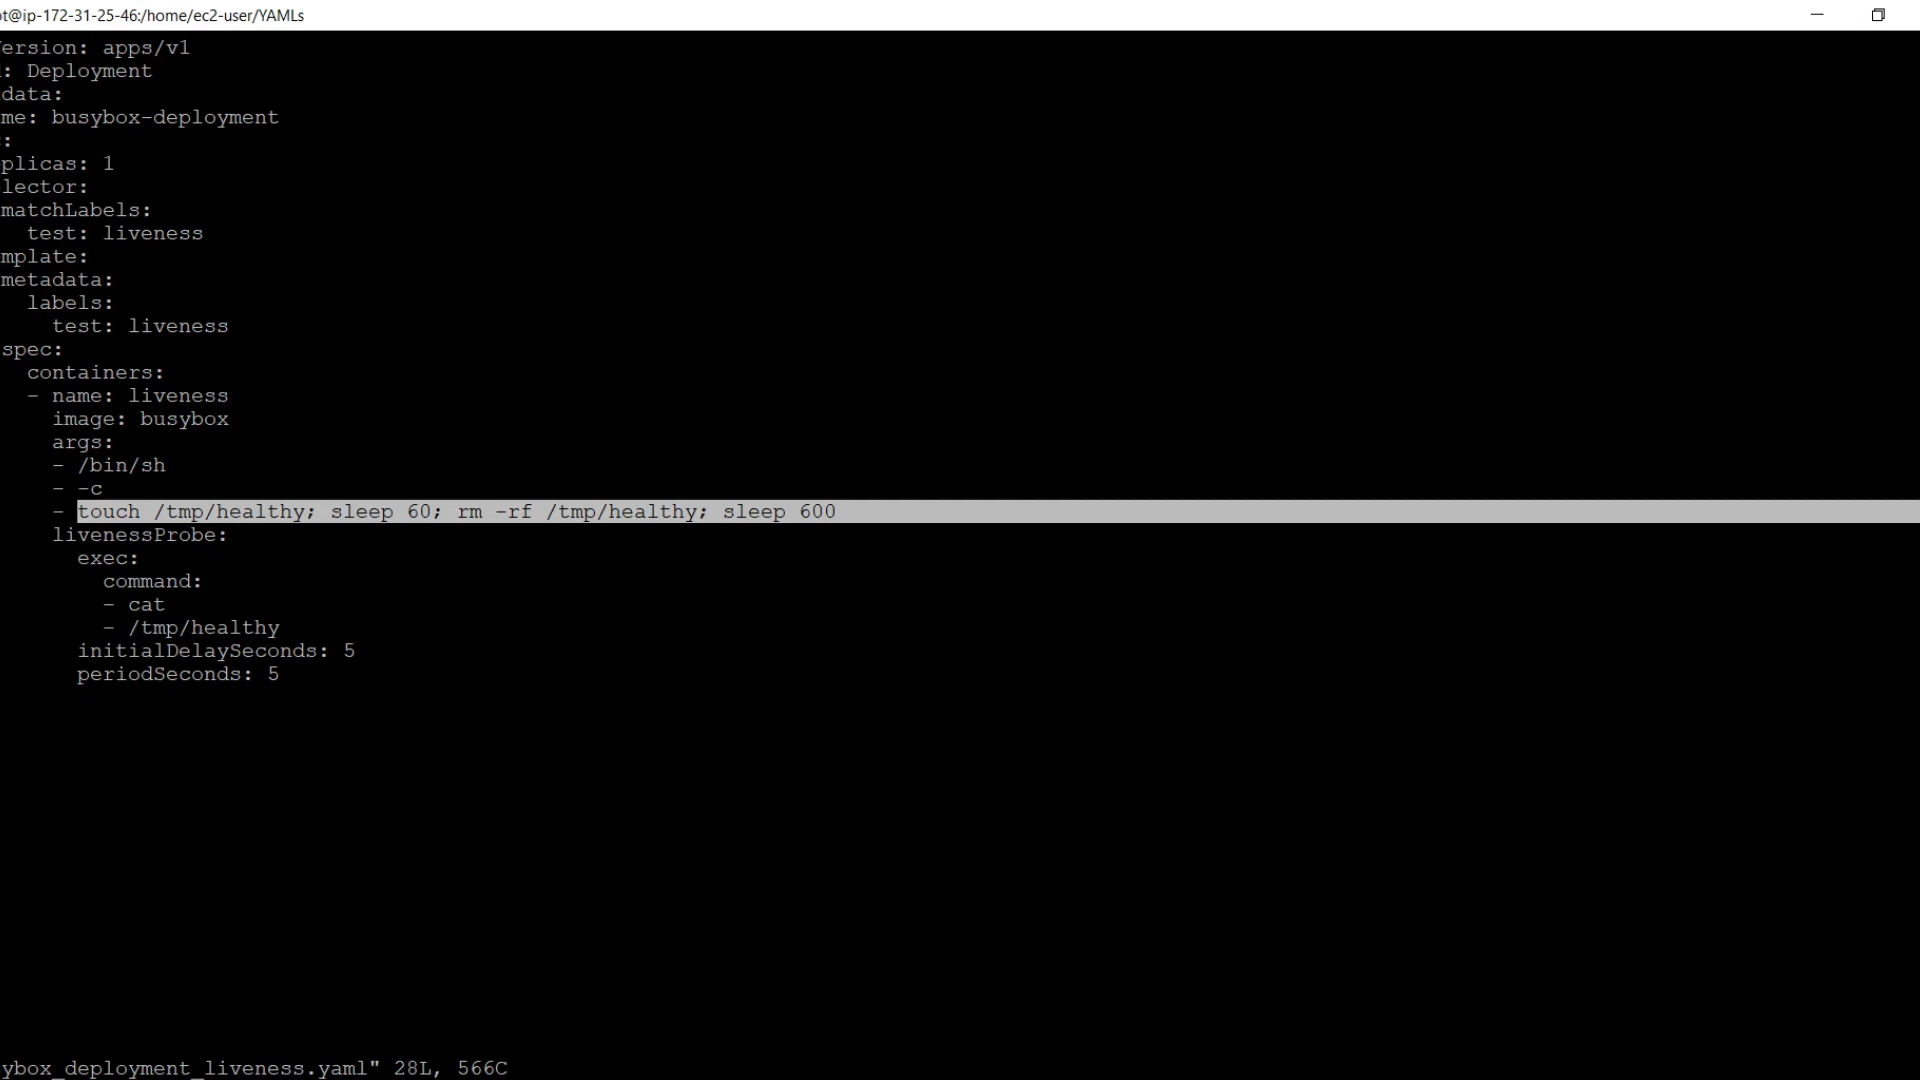 ot@ip-172-31-25-46:/home/ec2-user/YAMLs
ersion: apps/v1
: Deployment
data:
me: busybox-deployment
:
plicas: 1
lector:
matchLabels:
test: liveness
mplate:
metadata:
labels:
test: liveness
spec:
containers:
- name: liveness
image: busybox
args:
- /bin/sh
- -c
- touch /tmp/healthy; sleep 60; rm -rf /tmp/healthy; sleep 600
livenessProbe:
exec:
command:
- cat
- /tmp/healthy
initialDelaySeconds: 5
periodSeconds: 5
ybox_deployment_liveness.yaml" 28L, 566C